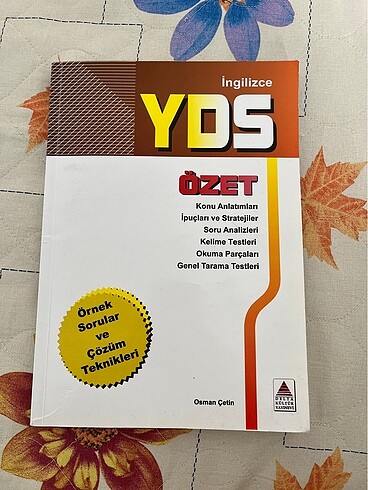 İngilizce
YDS
ÖZET
Konu Anlatımları
İpuçları ve Stratejiler
Soru Analizleri
Kelime Testleri
Okuma Parçaları
Genel Tarama Testleri
Örnek
Sorular
ve
Çözüm
Teknikleri
Osman Çetin
DELTA
KÜLTÜR
YAYINEVİ